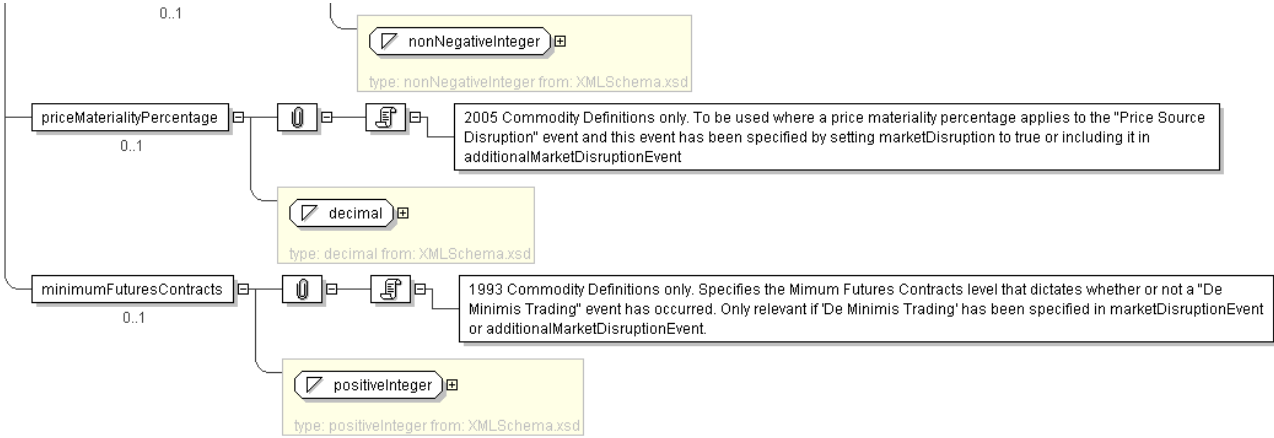 0..1
nonNegativeInteger
type: nonNegativeInteger from: XMLSchema.xsd
priceMaterialityPercentage
0..1
2005 Commodity Definitions only. To be used where a price materiality percentage applies to the "Price Source
Disruption" event and this event has been specified by setting marketDisruption to true or including it in
additionalMarketDisruptionEvent
decimal
type: decimal from: XMLSchema.xsd
minimumFuturesContracts
0..1
1993 Commodity Definitions only. Specifies the Mimum Futures Contracts level that dictates whether or not a "De
Minimis Trading" event has occurred. Only relevant if 'De Minimis Trading' has been specified in marketDisruptionEvent
or additionalMarketDisruptionEvent.
positiveInteger
type: positiveInteger from: XMLSchema.xsd